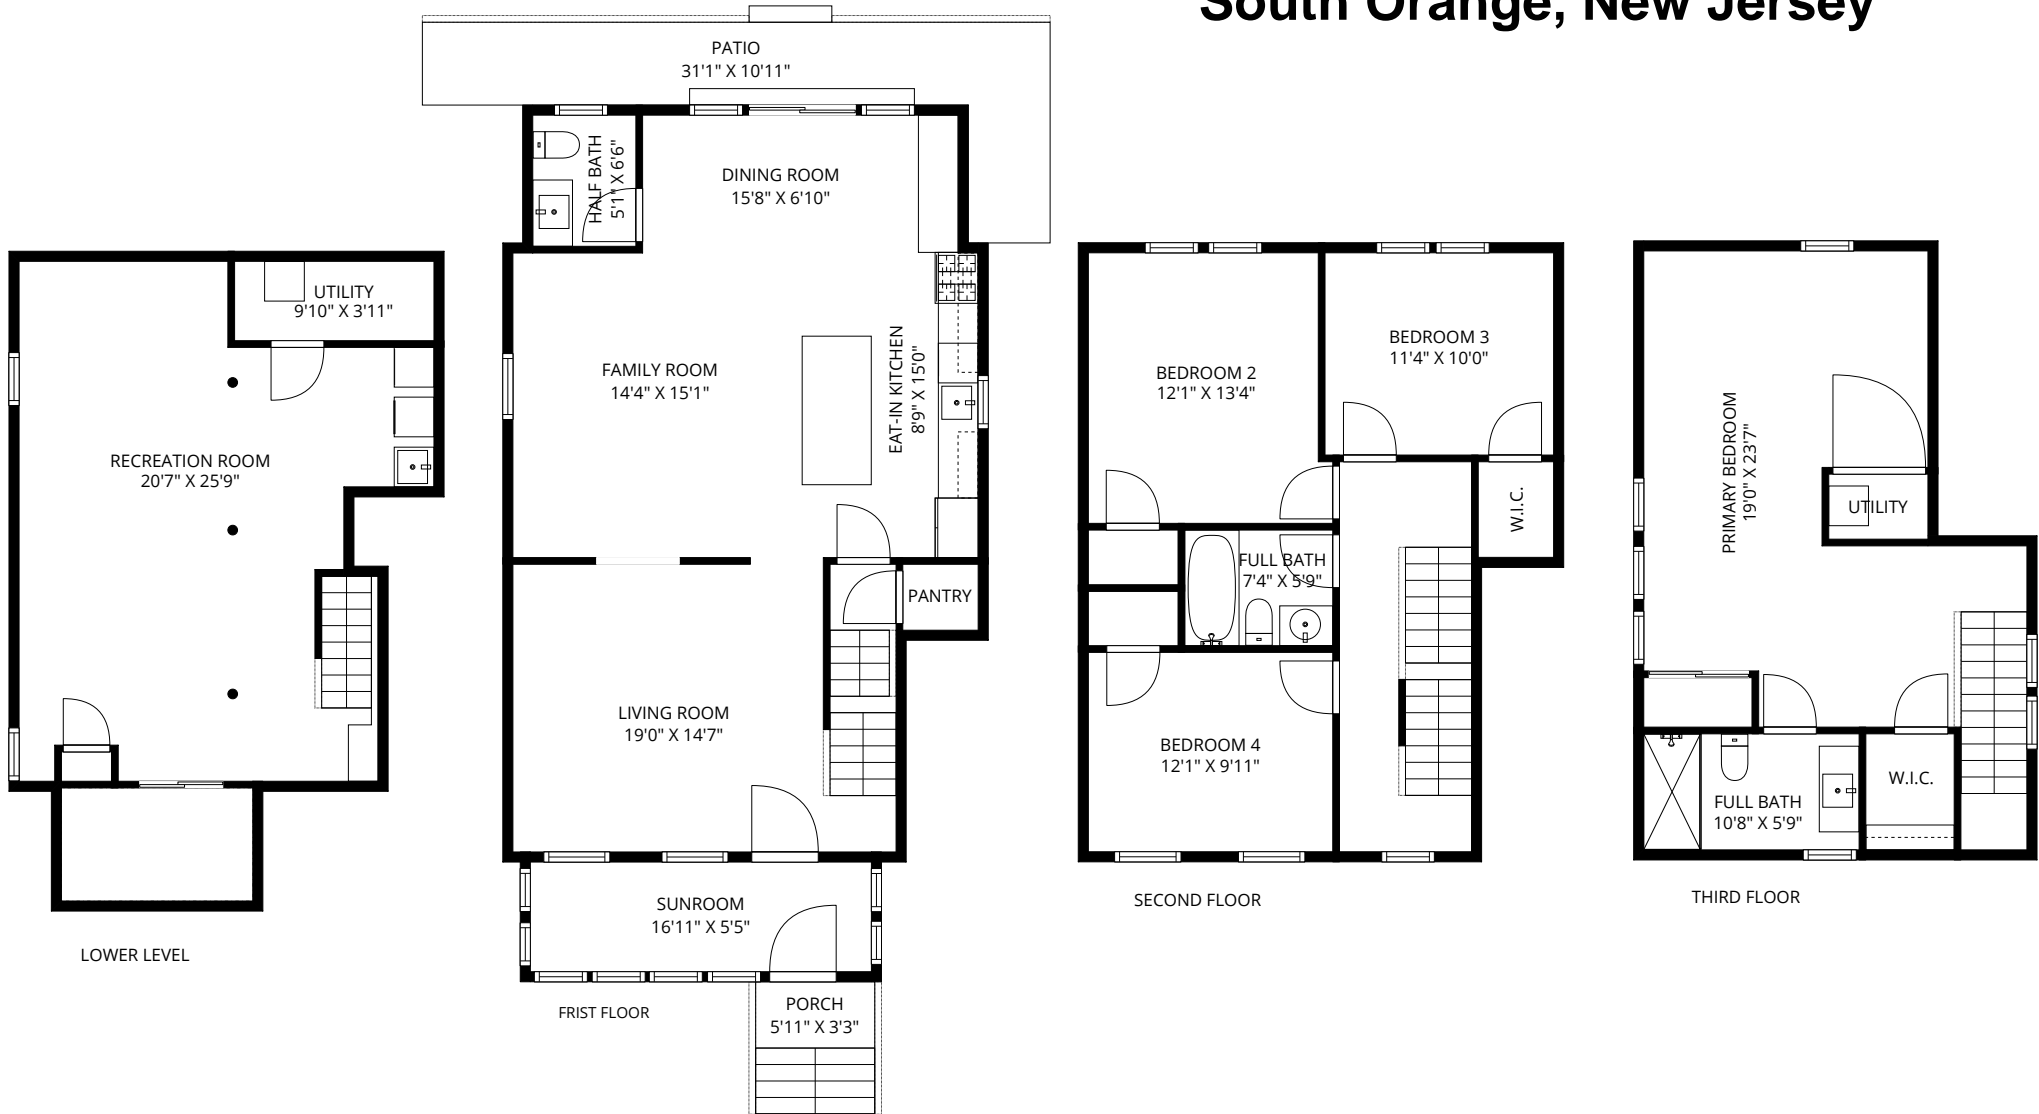 South Orange, New Jersey
PATIO
31'1" X 10'11"
HALF BATH
5'1" X 6'6"
DINING ROOM
15'8" X 6'10"
UTILITY
9'10" X 3'11"
RECREATION ROOM
20'7" X 25'9"
LOWER LEVEL
FAMILY ROOM
14'4" X 15'1"
EAT-IN KITCHEN
8'9" X 15'0"
PANTRY
LIVING ROOM
19'0" X 14'7"
SUNROOM
16'11" X 5'5"
PORCH
5'11" X 3'3"
FRIST FLOOR
BEDROOM 2
12'1" X 13'4"
BEDROOM 3
11'4" X 10'0"
W.I.C.
FULL BATH
7'4" X 5'9"
BEDROOM 4
12'1" X 9'11"
SECOND FLOOR
PRIMARY BEDROOM
19'0" X 23'7"
UTILITY
FULL BATH
10'8" X 5'9"
W.I.C.
THIRD FLOOR